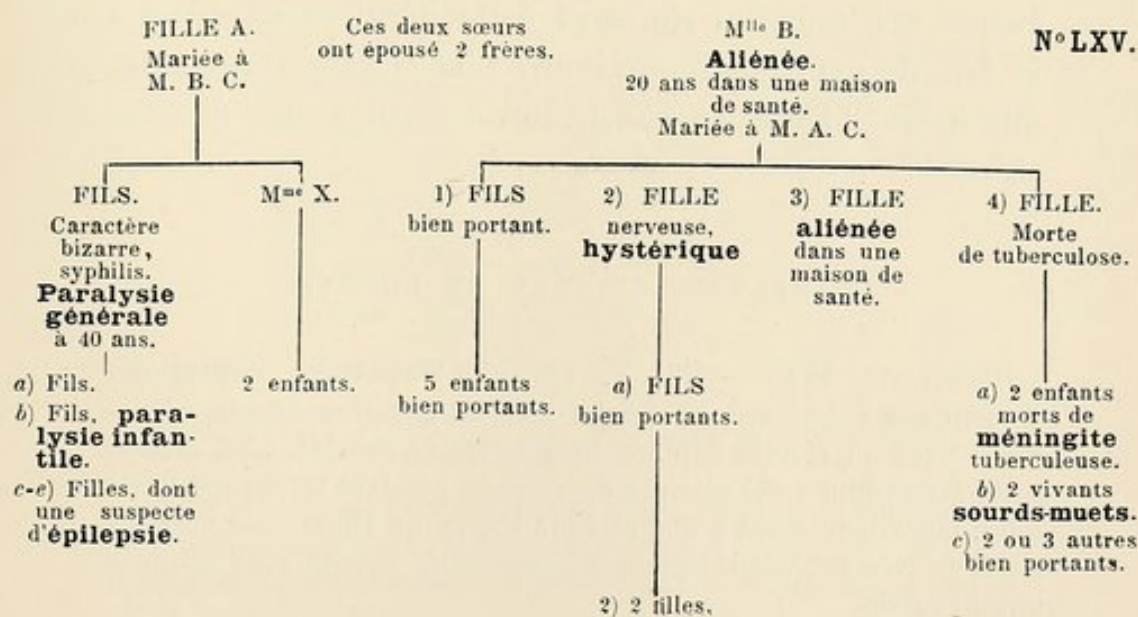 FILLE A.
Mariée à
M. B. C.
Ces deux sœurs
ont épousé 2 frères.
Mlle B.
Aliénée.
20 ans dans une maison
de santé.
Mariée à M. A. C.
No LXV.
FILS.
Caractère
bizarre,
syphilis.
Paralysie
générale
à 40 ans.
Mme X.
1) FILS
bien portant.
2) FILLE
nerveuse,
hystérique
3) FILLE
aliénée
dans une
maison de
santé.
4) FILLE.
Morte
de tuberculose.
a) Fils.
b) Fils, para-
lysie infan-
tile.
c-e) Filles, dont
une suspecte
d'épilepsie.
2 enfants.
5 enfants
bien portants.
a) FILS
bien portants.
a) 2 enfants
morts de
méningite
tuberculeuse.
b) 2 vivants
sourds-muets.
c) 2 ou 3 autres
bien portants.
2) 2 filles.